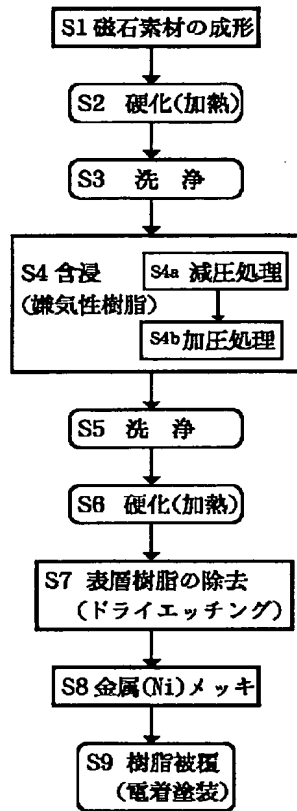 S1 磁石素材の成形
S2 硬化(加熱)
S3 洗 浄
S4 含浸
(嫌気性樹脂)
S4a 減圧処理
S4b 加圧処理
S5 洗 浄
S6 硬化(加熱)
S7 表層樹脂の除去
(ドライエッチング)
S8 金属(Ni)メッキ
S9 樹脂被覆
(電着塗装)